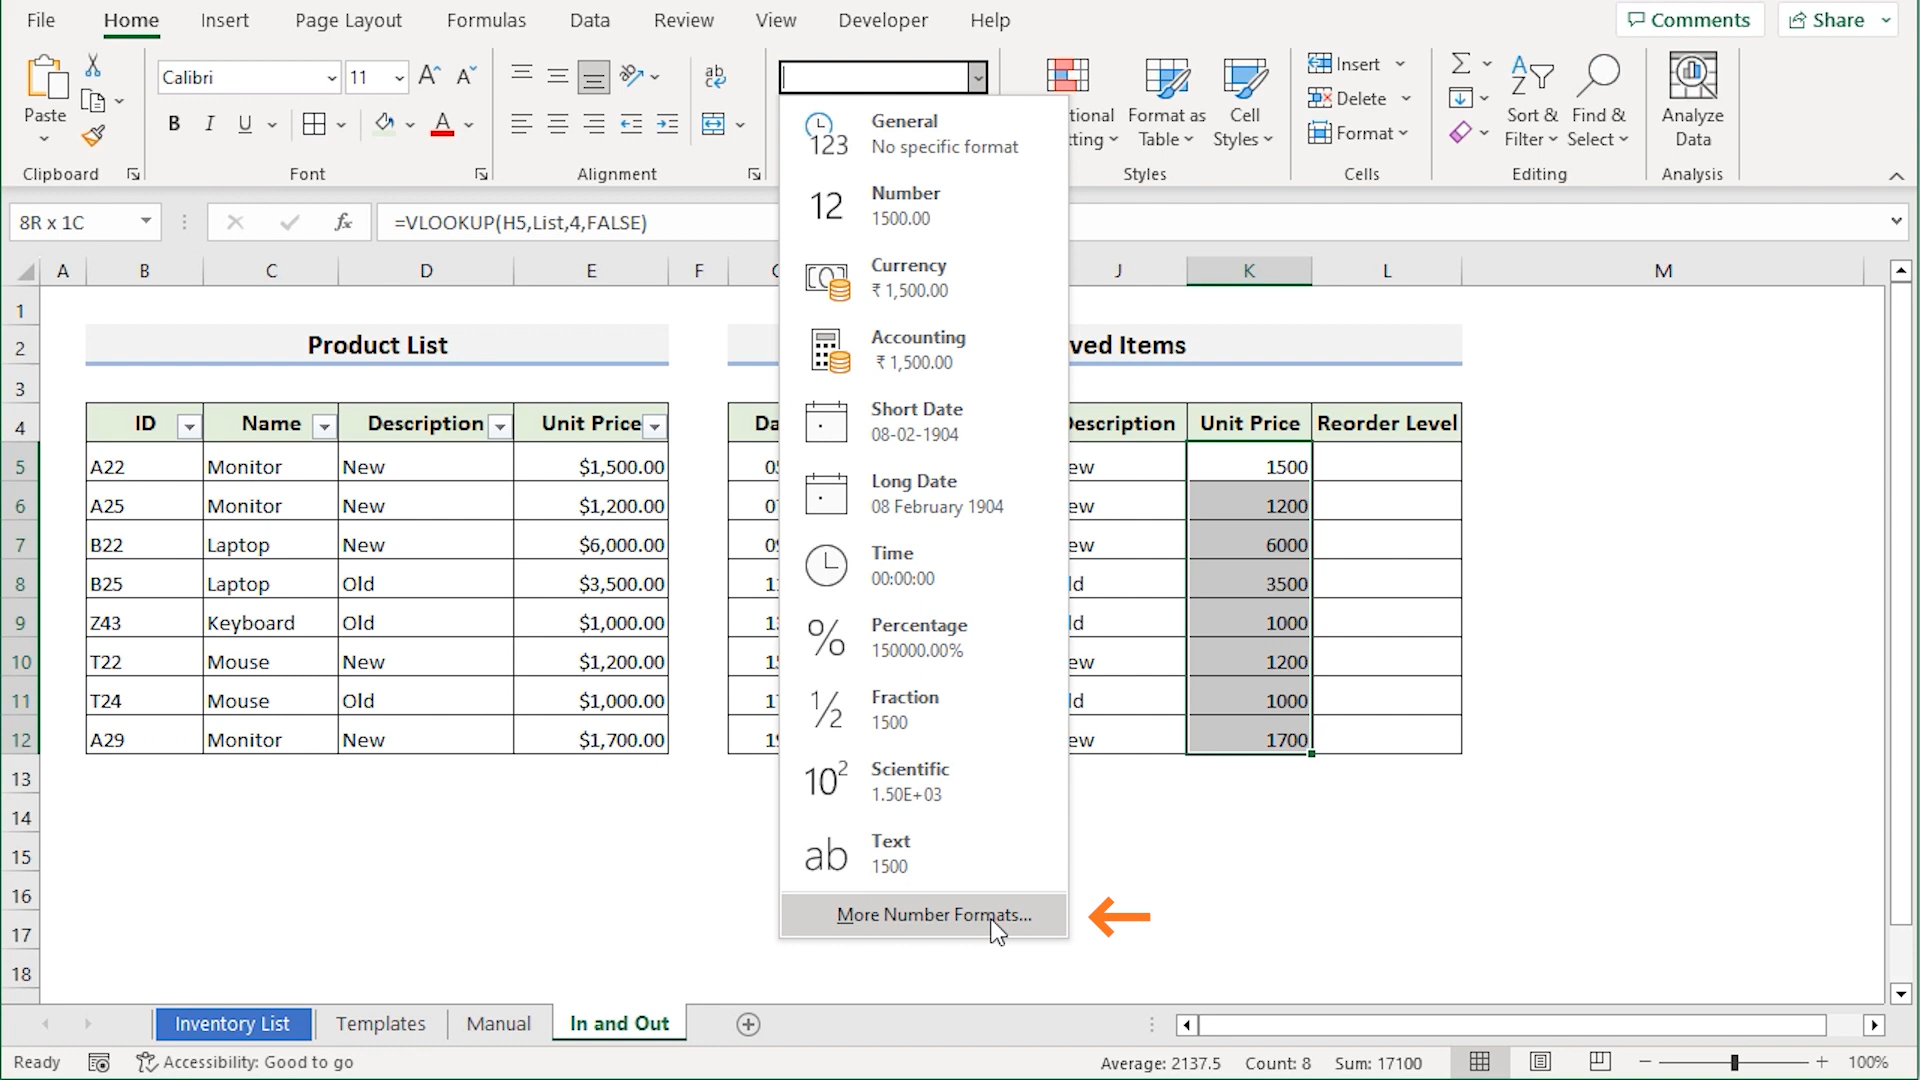 File Home Insert Page Layout Formulas Data Review View Developer Help Comments Share
Paste
Calibri 11
B I U A
ab
Format as Table
Cell Styles
Insert
Delete
Format
Sort & Filter
Find & Select
Analyze Data
Clipboard Font Alignment Styles Cells Editing Analysis
8R x 1C fx =VLOOKUP(H5,List,4,FALSE)
General
No specific format
Number
1500.00
Currency
₹ 1,500.00
Accounting
₹ 1,500.00
Short Date
08-02-1904
Long Date
08 February 1904
Time
00:00:00
Percentage
150000.00%
Fraction
1500
Scientific
1.50E+03
Text
1500
More Number Formats...
A B C D E F J K L M
1
2 Product List ved Items
3
4 ID Name Description Unit Price Da escription Unit Price Reorder Level
5 A22 Monitor New $1,500.00 ew 1500
6 A25 Monitor New $1,200.00 ew 1200
7 B22 Laptop New $6,000.00 ew 6000
8 B25 Laptop Old $3,500.00 ld 3500
9 Z43 Keyboard Old $1,000.00 ld 1000
10 T22 Mouse New $1,200.00 ew 1200
11 T24 Mouse Old $1,000.00 ld 1000
12 A29 Monitor New $1,700.00 ew 1700
13
14
15
16
17
18
Inventory List Templates Manual In and Out
Ready Accessibility: Good to go Average: 2137.5 Count: 8 Sum: 17100 100%